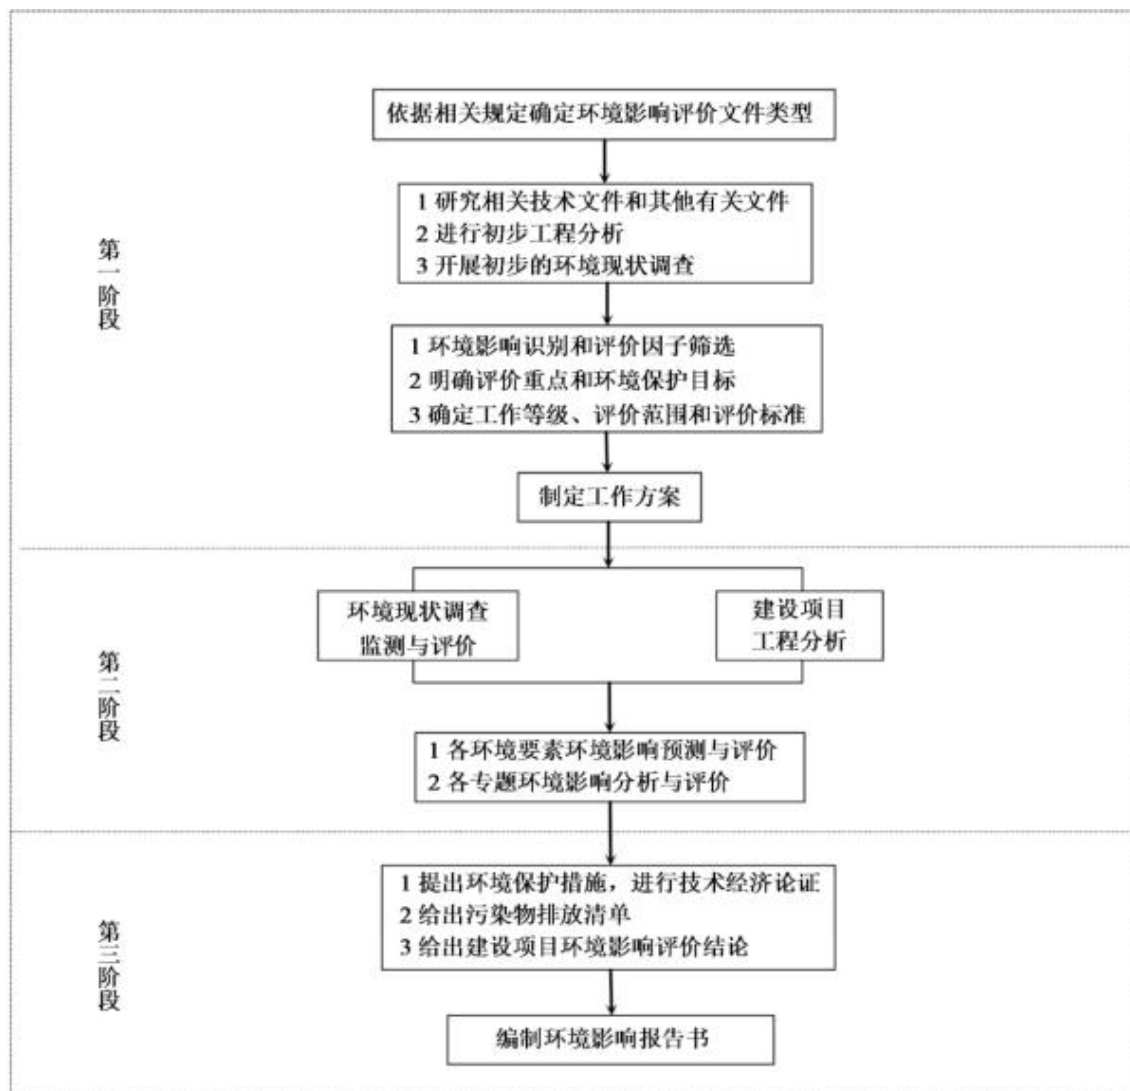 依据相关规定确定环境影响评价文件类型
1 研究相关技术文件和其他有关文件
2 进行初步工程分析
3 开展初步的环境现状调查
第一阶段
1 环境影响识别和评价因子筛选
2 明确评价重点和环境保护目标
3 确定工作等级、评价范围和评价标准
制定工作方案
环境现状调查
监测与评价
建设项目
工程分析
第二阶段
1 各环境要素环境影响预测与评价
2 各专题环境影响分析与评价
1 提出环境保护措施，进行技术经济论证
2 给出污染物排放清单
3 给出建设项目环境影响评价结论
第三阶段
编制环境影响报告书